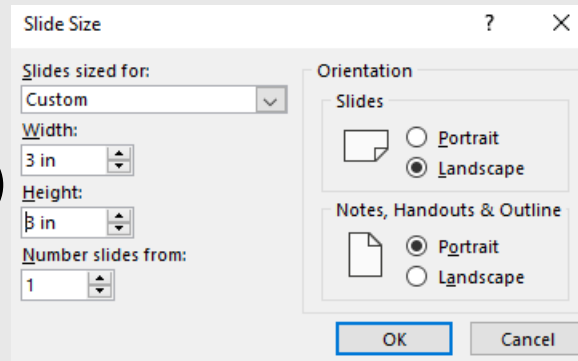 Slide Size ? ×
Slides sized for:
Custom
Width:
3 in
Height:
3 in
Number slides from:
1
Orientation
Slides
Portrait
Landscape
Notes, Handouts & Outline
Portrait
Landscape
OK Cancel